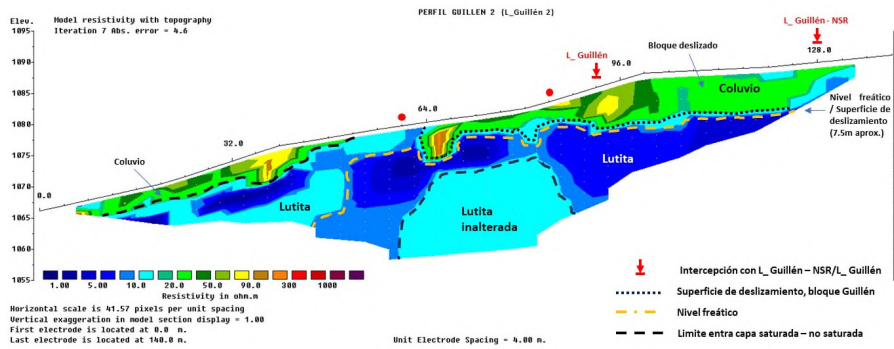 PERFIL GUILLEN 2 (L_Guillén 2)
Elev. Model resistivity with topography
Iteration 7 Abs. error = 4.6
L_ Guillén - NSR
L_ Guillén
Bloque deslizado
128.0
96.0
64.0
32.0
0.0
1095
1090
1085
1080
1075
1070
1065
1060
1055
Coluvio
Nivel freático
/ Superficie de
deslizamiento
(7.5m aprox.)
Coluvio
Lutita
Lutita
Lutita
inalterada
1.00 5.00 10.0 20.0 50.0 90.0 300 1000
Resistivity in ohm.m
Horizontal scale is 41.57 pixels per unit spacing
Vertical exaggeration in model section display = 1.00
First electrode is located at 0.0 m.
Last electrode is located at 140.0 m.
Unit Electrode Spacing = 4.00 m.
Intercepción con L_ Guillén – NSR/L_ Guillén
Superficie de deslizamiento, bloque Guillén
Nivel freático
Limite entre capa saturada – no saturada